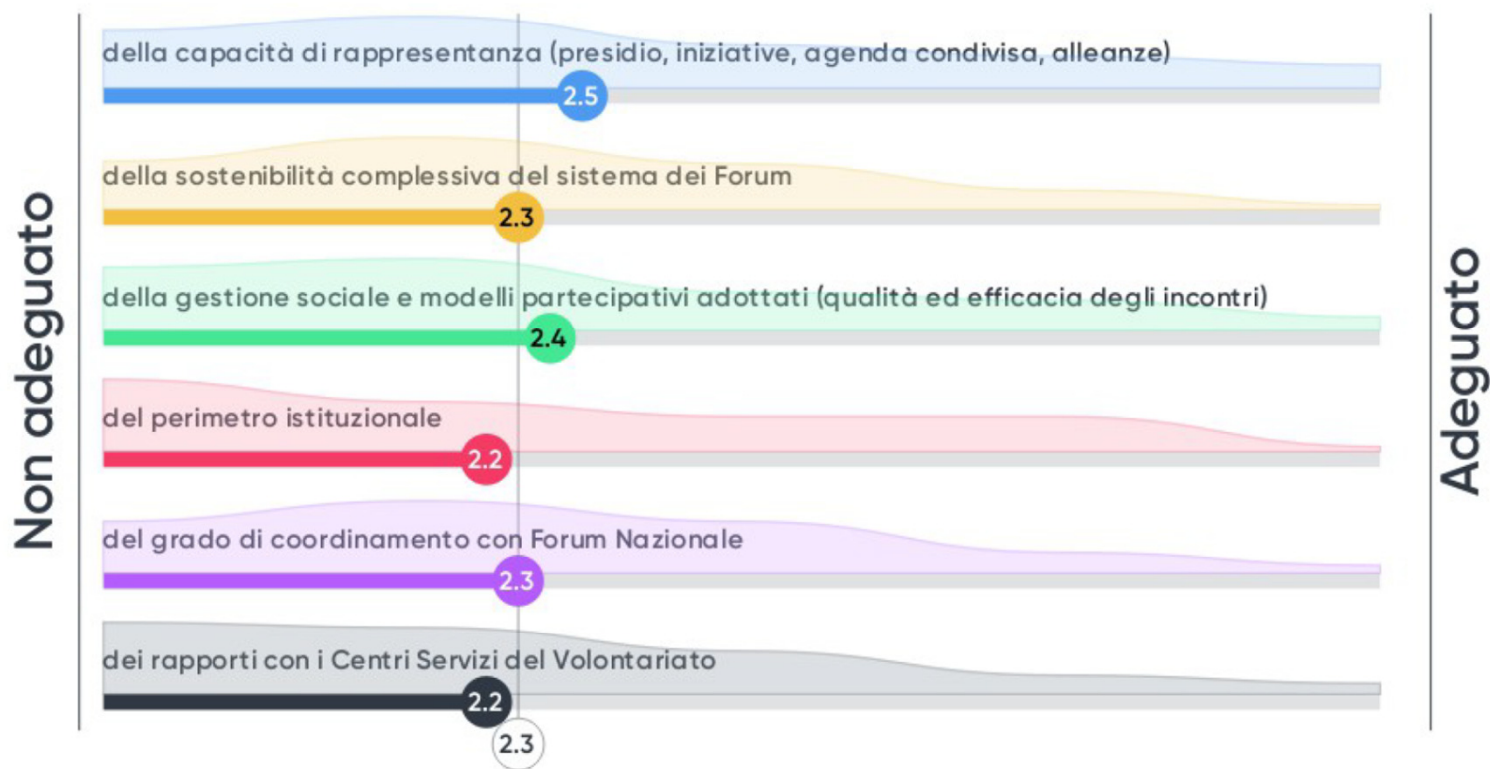 della capacità di rappresentanza (presidio, iniziative, agenda condivisa, alleanze)
2.5
della sostenibilità complessiva del sistema dei Forum
2.3
della gestione sociale e modelli partecipativi adottati (qualità ed efficacia degli incontri)
2.4
del perimetro istituzionale
2.2
del grado di coordinamento con Forum Nazionale
2.3
dei rapporti con i Centri Servizi del Volontariato
2.2
2.3
Non adeguato
Adeguato